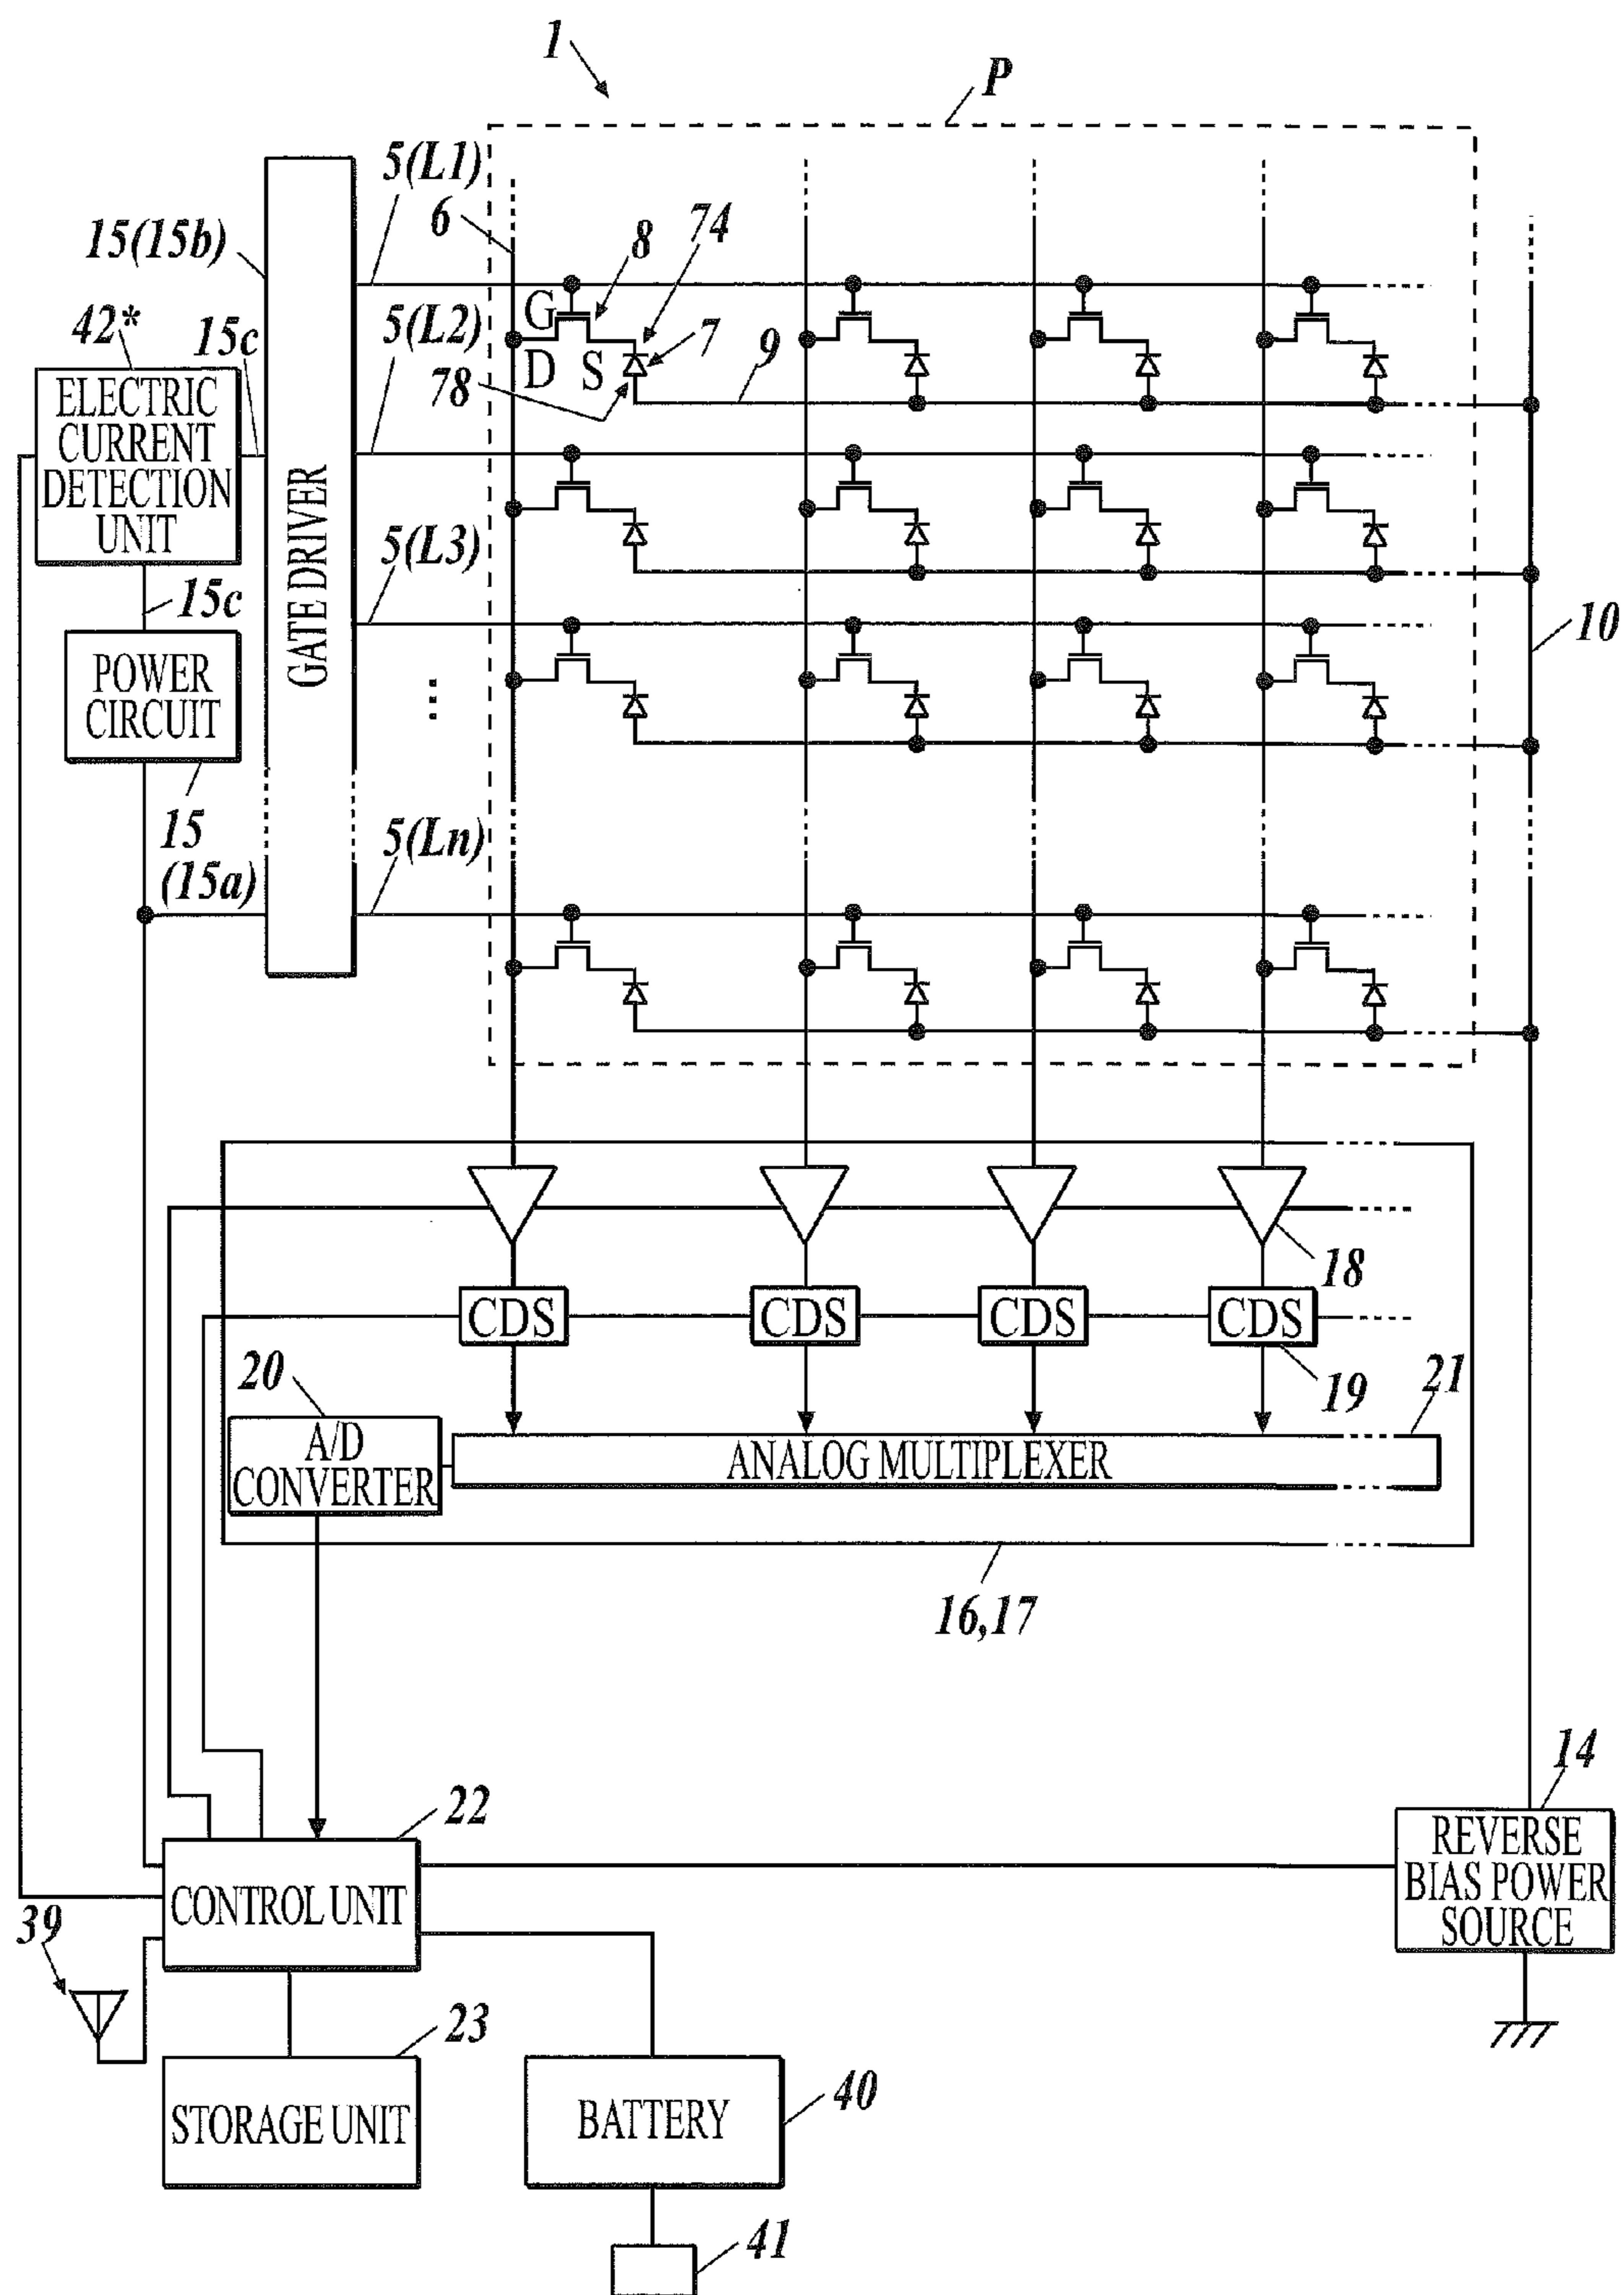 1
P
5(L1)
6
15(15b)
8
74
42*
15c
5(L2)
G
7
9
D
S
78
ELECTRIC
CURRENT
DETECTION
UNIT
GATE DRIVER
5(L3)
15c
10
POWER
CIRCUIT
15
(15a)
5(Ln)
18
CDS
CDS
CDS
CDS
20
19
21
A/D
CONVERTER
ANALOG MULTIPLEXER
16,17
14
22
REVERSE
BIAS POWER
SOURCE
CONTROL UNIT
39
23
STORAGE UNIT
BATTERY
40
41